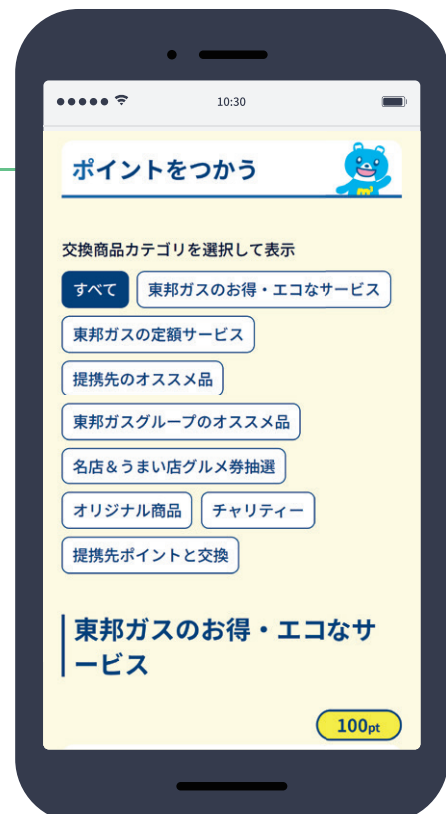 10:30
ポイントをつかう
交換商品カテゴリを選択して表示
すべて 東邦ガスのお得・エコなサービス
東邦ガスの定額サービス
提携先のオススメ品
東邦ガスグループのオススメ品
名店&うまい店グルメ券抽選
オリジナル商品 チャリティー
提携先ポイントと交換
東邦ガスのお得・エコなサ
ービス
100pt